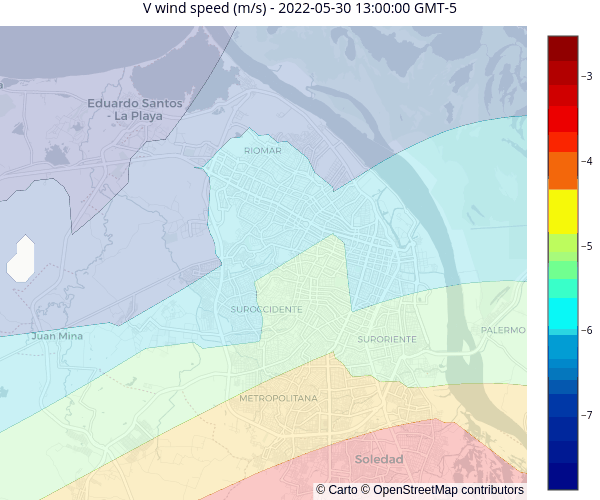 V wind speed (m/s) - 2022-05-30 13:00:00 GMT-5
Eduardo Santos
- La Playa
RIOMAR
SUROCCIDENTE
Juan Mina
SURORIENTE
PALERMO
METROPOLITANA
Soledad
© Carto © OpenStreetMap contributors
−3
−4
−5
−6
−7